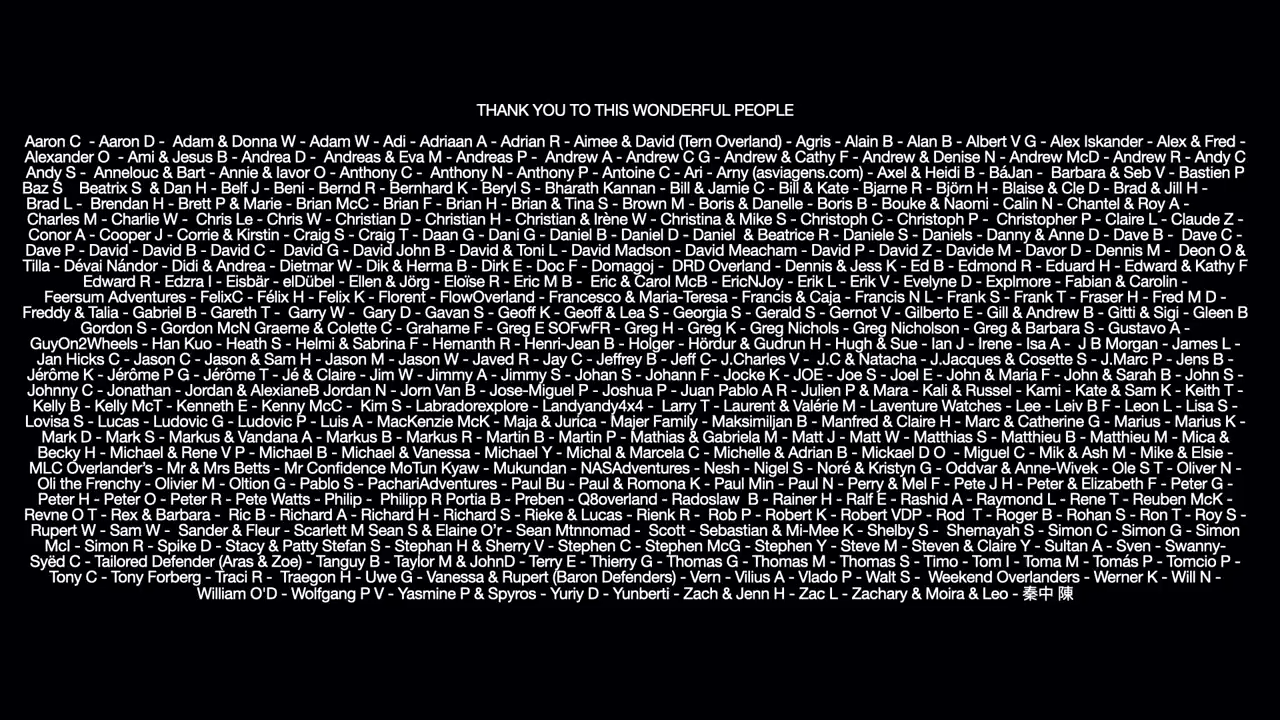 THANK YOU TO THIS WONDERFUL PEOPLE
Aaron C - Aaron D - Adam & Donna W - Adam W - Adi - Adriaan A - Adrian R - Aimee & David (Tern Overland) - Agris - Alain B - Alan B - Albert V G - Alex Iskander - Alex & Fred -
Alexander O - Ami & Jesus B - Andrea D - Andreas & Eva M - Andreas P - Andrew A - Andrew C G - Andrew & Cathy F - Andrew & Denise N - Andrew McD - Andrew R - Andy C
Andy S - Annelouc & Bart - Annie & Iavor O - Anthony C - Anthony N - Anthony P - Antoine C - Ari - Arny (asviagens.com) - Axel & Heidi B - BáJan - Barbara & Seb V - Bastien P
Baz S Beatrix S & Dan H - Belf J - Beni - Bernd R - Bernhard K - Beryl S - Bharath Kannan - Bill & Jamie C - Bill & Kate - Bjarne R - Björn H - Blaise & Cle D - Brad & Jill H -
Brad L - Brendan H - Brett P & Marie - Brian McC - Brian F - Brian H - Brian & Tina S - Brown M - Boris & Danelle - Boris B - Bouke & Naomi - Calin N - Chantel & Roy A -
Charles M - Charlie W - Chris Le - Chris W - Christian D - Christian H - Christian & Irène W - Christina & Mike S - Christoph C - Christoph P - Christopher P - Claire L - Claude Z -
Conor A - Cooper J - Corrie & Kirstin - Craig S - Craig T - Daan G - Dani G - Daniel B - Daniel D - Daniel & Beatrice R - Daniele S - Daniels - Danny & Anne D - Dave B - Dave C -
Dave P - David - David B - David C - David G - David John B - David & Toni L - David Madson - David Meacham - David P - David Z - Davide M - Davor D - Dennis M - Deon O &
Tilla - Dévai Nándor - Didi & Andrea - Dietmar W - Dik & Herma B - Dirk E - Doc F - Domagoj - DRD Overland - Dennis & Jess K - Ed B - Edmond R - Eduard H - Edward & Kathy F
Edward R - Edzra I - Eisbär - elDübel - Ellen & Jörg - Eloïse R - Eric M B - Eric & Carol McB - EricNJoy - Erik L - Erik V - Evelyne D - Explmore - Fabian & Carolin -
Feersum Adventures - FelixC - Félix H - Felix K - Florent - FlowOverland - Francesco & Maria-Teresa - Francis & Caja - Francis N L - Frank S - Frank T - Fraser H - Fred M D -
Freddy & Talia - Gabriel B - Gareth T - Garry W - Gary D - Gavan S - Geoff K - Geoff & Lea S - Georgia S - Gerald S - Gernot V - Gilberto E - Gill & Andrew B - Gitti & Sigi - Gleen B
Gordon S - Gordon McN Graeme & Colette C - Grahame F - Greg E SOFwFR - Greg H - Greg K - Greg Nichols - Greg Nicholson - Greg & Barbara S - Gustavo A -
GuyOn2Wheels - Han Kuo - Heath S - Helmi & Sabrina F - Hemanth R - Henri-Jean B - Holger - Hördur & Gudrun H - Hugh & Sue - Ian J - Irene - Isa A - J B Morgan - James L -
Jan Hicks C - Jason C - Jason & Sam H - Jason M - Jason W - Javed R - Jay C - Jeffrey B - Jeff C- J.Charles V - J.C & Natacha - J.Jacques & Cosette S - J.Marc P - Jens B -
Jérôme K - Jérôme P G - Jérôme T - Jé & Claire - Jim W - Jimmy A - Jimmy S - Johan S - Johann F - Jocke K - JOE - Joe S - Joel E - John & Maria F - John & Sarah B - John S -
Johnny C - Jonathan - Jordan & AlexianeB Jordan N - Jorn Van B - Jose-Miguel P - Joshua P - Juan Pablo A R - Julien P & Mara - Kali & Russel - Kami - Kate & Sam K - Keith T -
Kelly B - Kelly McT - Kenneth E - Kenny McC - Kim S - Labradorexplore - Landyandy4x4 - Larry T - Laurent & Valérie M - Laventure Watches - Lee - Leiv B F - Leon L - Lisa S -
Lovisa S - Lucas - Ludovic G - Ludovic P - Luis A - MacKenzie McK - Maja & Jurica - Majer Family - Maksimiljan B - Manfred & Claire H - Marc & Catherine G - Marius - Marius K -
Mark D - Mark S - Markus & Vandana A - Markus B - Markus R - Martin B - Martin P - Mathias & Gabriela M - Matt J - Matt W - Matthias S - Matthieu B - Matthieu M - Mica &
Becky H - Michael & Rene V P - Michael B - Michael & Vanessa - Michael Y - Michal & Marcela C - Michelle & Adrian B - Mickael D O - Miguel C - Mik & Ash M - Mike & Elsie -
MLC Overlander’s - Mr & Mrs Betts - Mr Confidence MoTun Kyaw - Mukundan - NASAdventures - Nesh - Nigel S - Noré & Kristyn G - Oddvar & Anne-Wivek - Ole S T - Oliver N -
Oli the Frenchy - Olivier M - Oltion G - Pablo S - PachariAdventures - Paul Bu - Paul & Romona K - Paul Min - Paul N - Perry & Mel F - Pete J H - Peter & Elizabeth F - Peter G -
Peter H - Peter O - Peter R - Pete Watts - Philip - Philipp R Portia B - Preben - Q8overland - Radoslaw B - Rainer H - Ralf E - Rashid A - Raymond L - Rene T - Reuben McK -
Revne O T - Rex & Barbara - Ric B - Richard A - Richard H - Richard S - Rieke & Lucas - Rienk R - Rob P - Robert K - Robert VDP - Rod T - Roger B - Rohan S - Ron T - Roy S -
Rupert W - Sam W - Sander & Fleur - Scarlett M Sean S & Elaine O’r - Sean Mtnnomad - Scott - Sebastian & Mi-Mee K - Shelby S - Shemayah S - Simon C - Simon G - Simon
McI - Simon R - Spike D - Stacy & Patty Stefan S - Stephan H & Sherry V - Stephen C - Stephen McG - Stephen Y - Steve M - Steven & Claire Y - Sultan A - Sven - Swanny-
Syëd C - Tailored Defender (Aras & Zoe) - Tanguy B - Taylor M & JohnD - Terry E - Thierry G - Thomas G - Thomas M - Thomas S - Timo - Tom I - Toma M - Tomás P - Tomcio P -
Tony C - Tony Forberg - Traci R - Traegon H - Uwe G - Vanessa & Rupert (Baron Defenders) - Vern - Vilius A - Vlado P - Walt S - Weekend Overlanders - Werner K - Will N -
William O'D - Wolfgang P V - Yasmine P & Spyros - Yuriy D - Yunberti - Zach & Jenn H - Zac L - Zachary & Moira & Leo - 秦中 陳